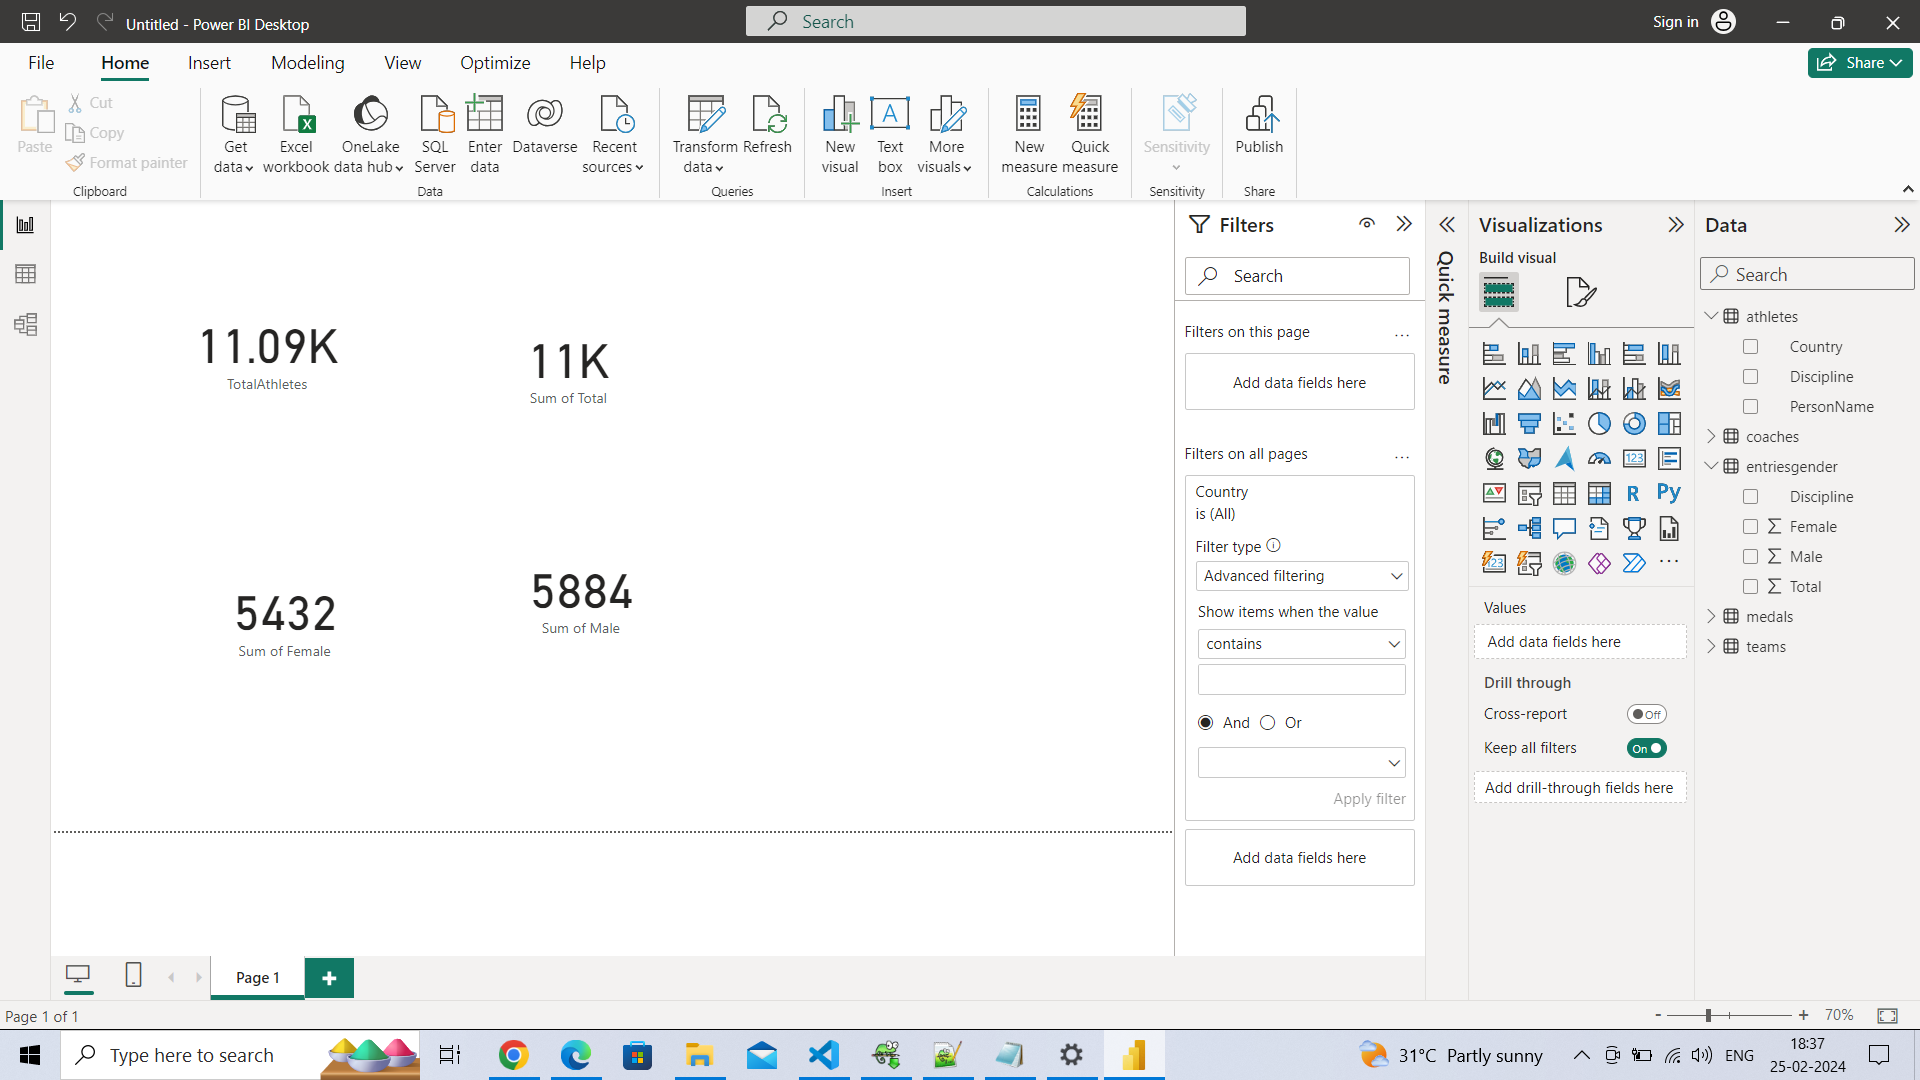 Untitled - Power BI Desktop
Search
Sign in
File
Home
Insert
Modeling
View
Optimize
Help
Share
Paste
Cut
Copy
Format painter
Clipboard
Get data
Excel workbook
OneLake data hub
SQL Server
Enter data
Dataverse
Recent sources
Data
Transform data
Refresh
Queries
New visual
Text box
More visuals
Insert
New measure
Quick measure
Calculations
Sensitivity
Sensitivity
Publish
Share
11.09K
TotalAthletes
11K
Sum of Total
5432
Sum of Female
5884
Sum of Male
Filters
Search
Filters on this page
...
Add data fields here
Filters on all pages
...
Country
is (All)
Filter type
Advanced filtering
Show items when the value
contains
And
Or
Apply filter
Add data fields here
Quick measure
Visualizations
Build visual
123
R
Py
123
...
Values
Add data fields here
Drill through
Cross-report
Off
Keep all filters
On
Add drill-through fields here
Data
Search
athletes
Country
Discipline
PersonName
coaches
entriesgender
Discipline
∑ Female
∑ Male
∑ Total
medals
teams
Page 1
+
Page 1 of 1
- + 70%
Type here to search
31°C Partly sunny
ENG
18:37
25-02-2024